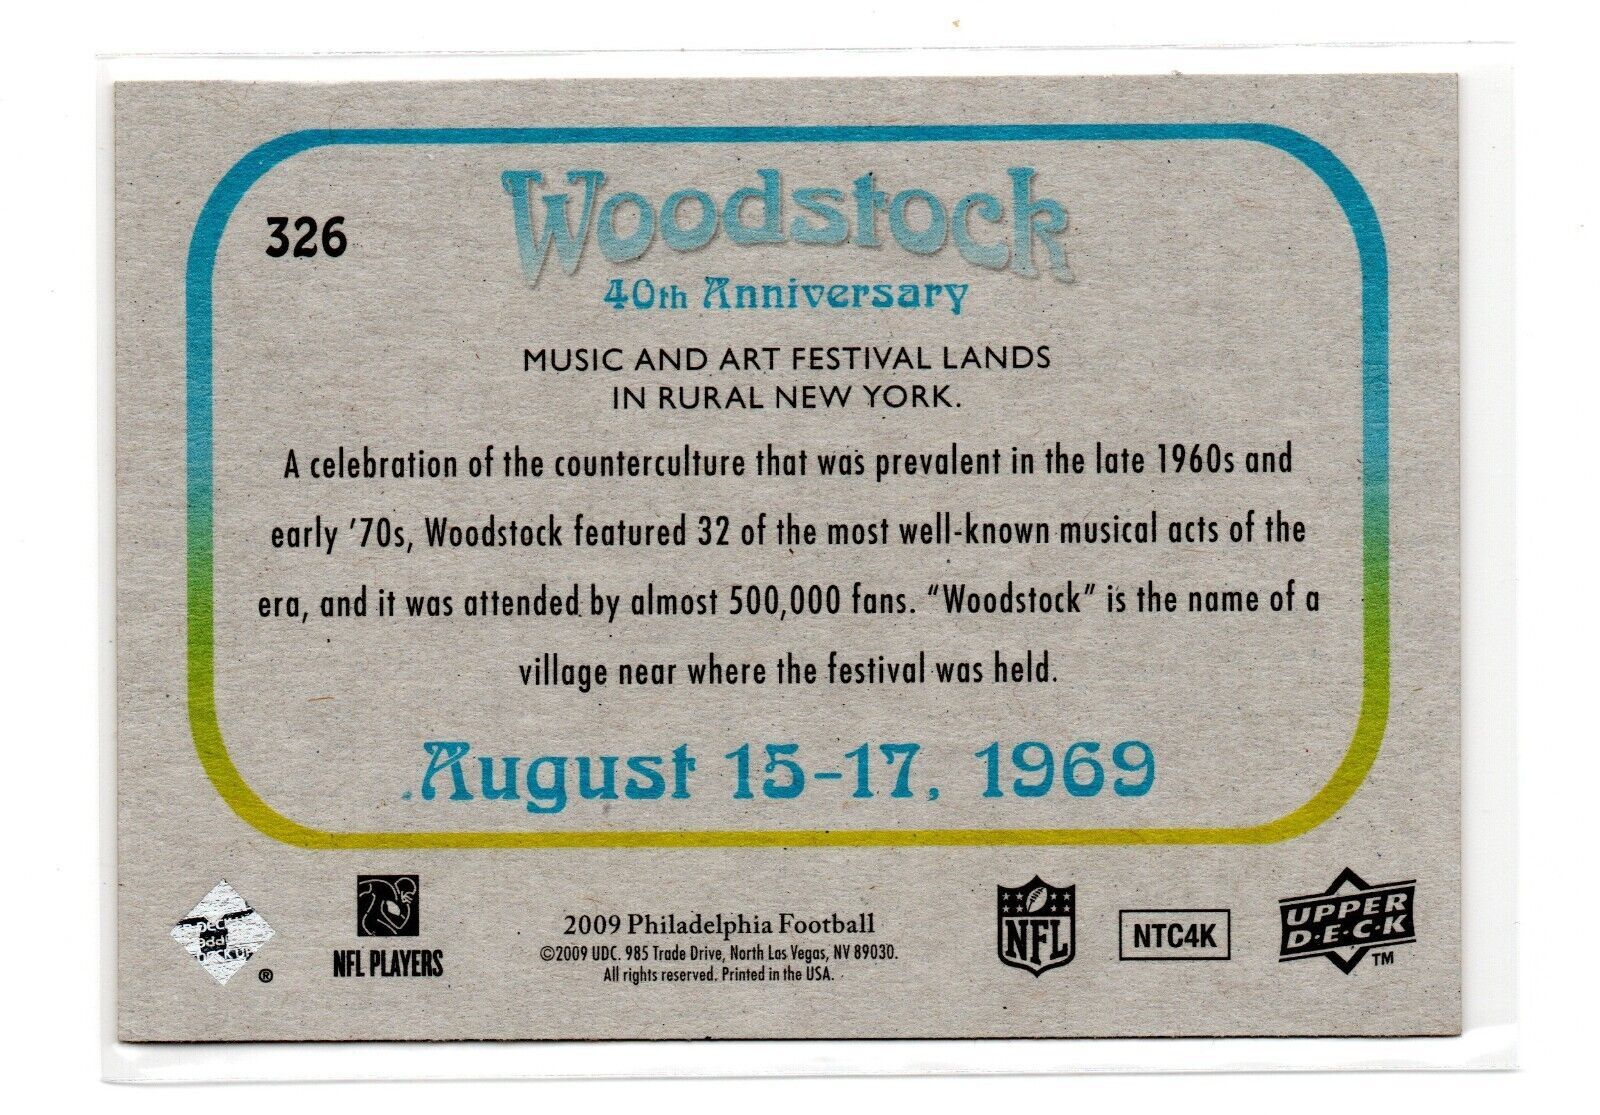 326
Woodstock
40th Anniversary
MUSIC AND ART FESTIVAL LANDS
IN RURAL NEW YORK.
A celebration of the counterculture that was prevalent in the late 1960s and
early '70s, Woodstock featured 32 of the most well-known musical acts of the
era, and it was attended by almost 500,000 fans. "Woodstock" is the name of a
village near where the festival was held.
August 15-17, 1969
®
NFL PLAYERS
2009 Philadelphia Football
©2009 UDC. 985 Trade Drive, North Las Vegas, NV 89030.
All rights reserved. Printed in the USA.
NFL
NTC4K
UPPER
D·E·C·K
TM